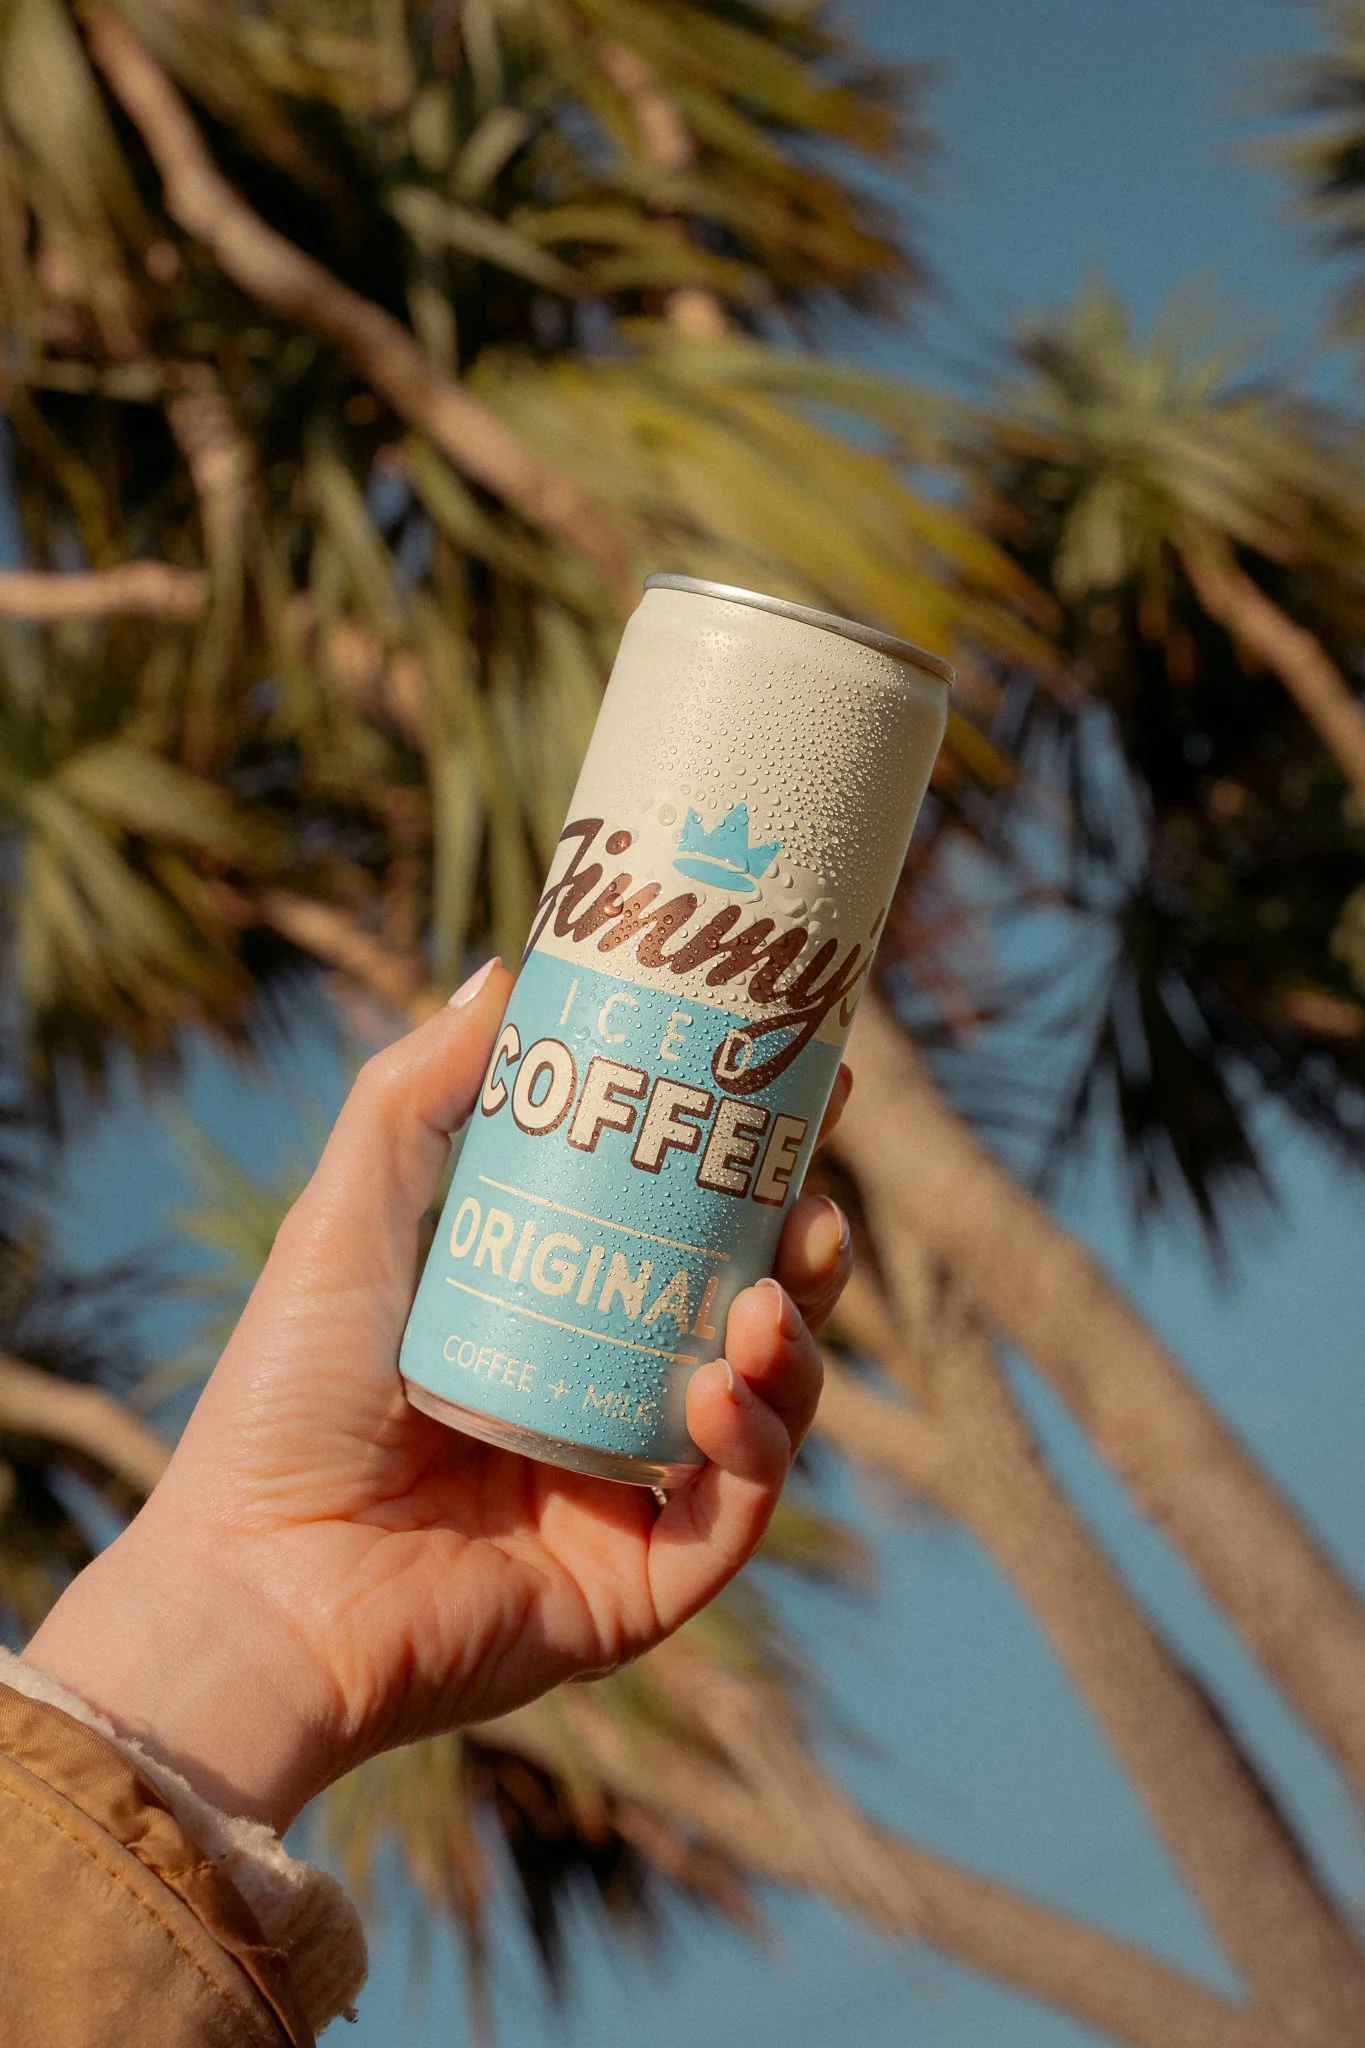 Jimmy's
ICED
COFFEE
ORIGINAL
COFFEE + MILK